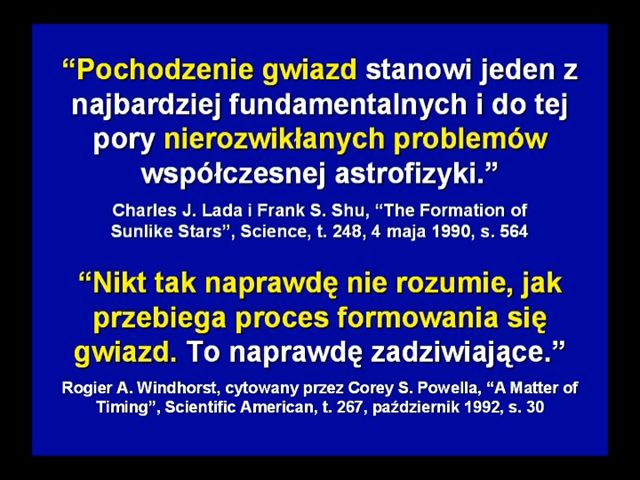 “Pochodzenie gwiazd stanowi jeden z
najbardziej fundamentalnych i do tej
pory nierozwikłanych problemów
współczesnej astrofizyki.”
Charles J. Lada i Frank S. Shu, “The Formation of
Sunlike Stars”, Science, t. 248, 4 maja 1990, s. 564
“Nikt tak naprawdę nie rozumie, jak
przebiega proces formowania się
gwiazd. To naprawdę zadziwiające.”
Rogier A. Windhorst, cytowany przez Corey S. Powella, “A Matter of
Timing”, Scientific American, t. 267, październik 1992, s. 30